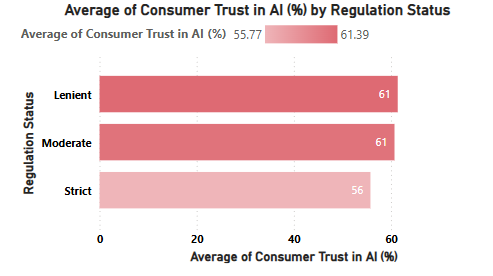 Average of Consumer Trust in AI (%) by Regulation Status
Average of Consumer Trust in AI (%) 55.77 61.39
Regulation Status
Lenient 61
Moderate 61
Strict 56
0 20 40 60
Average of Consumer Trust in AI (%)